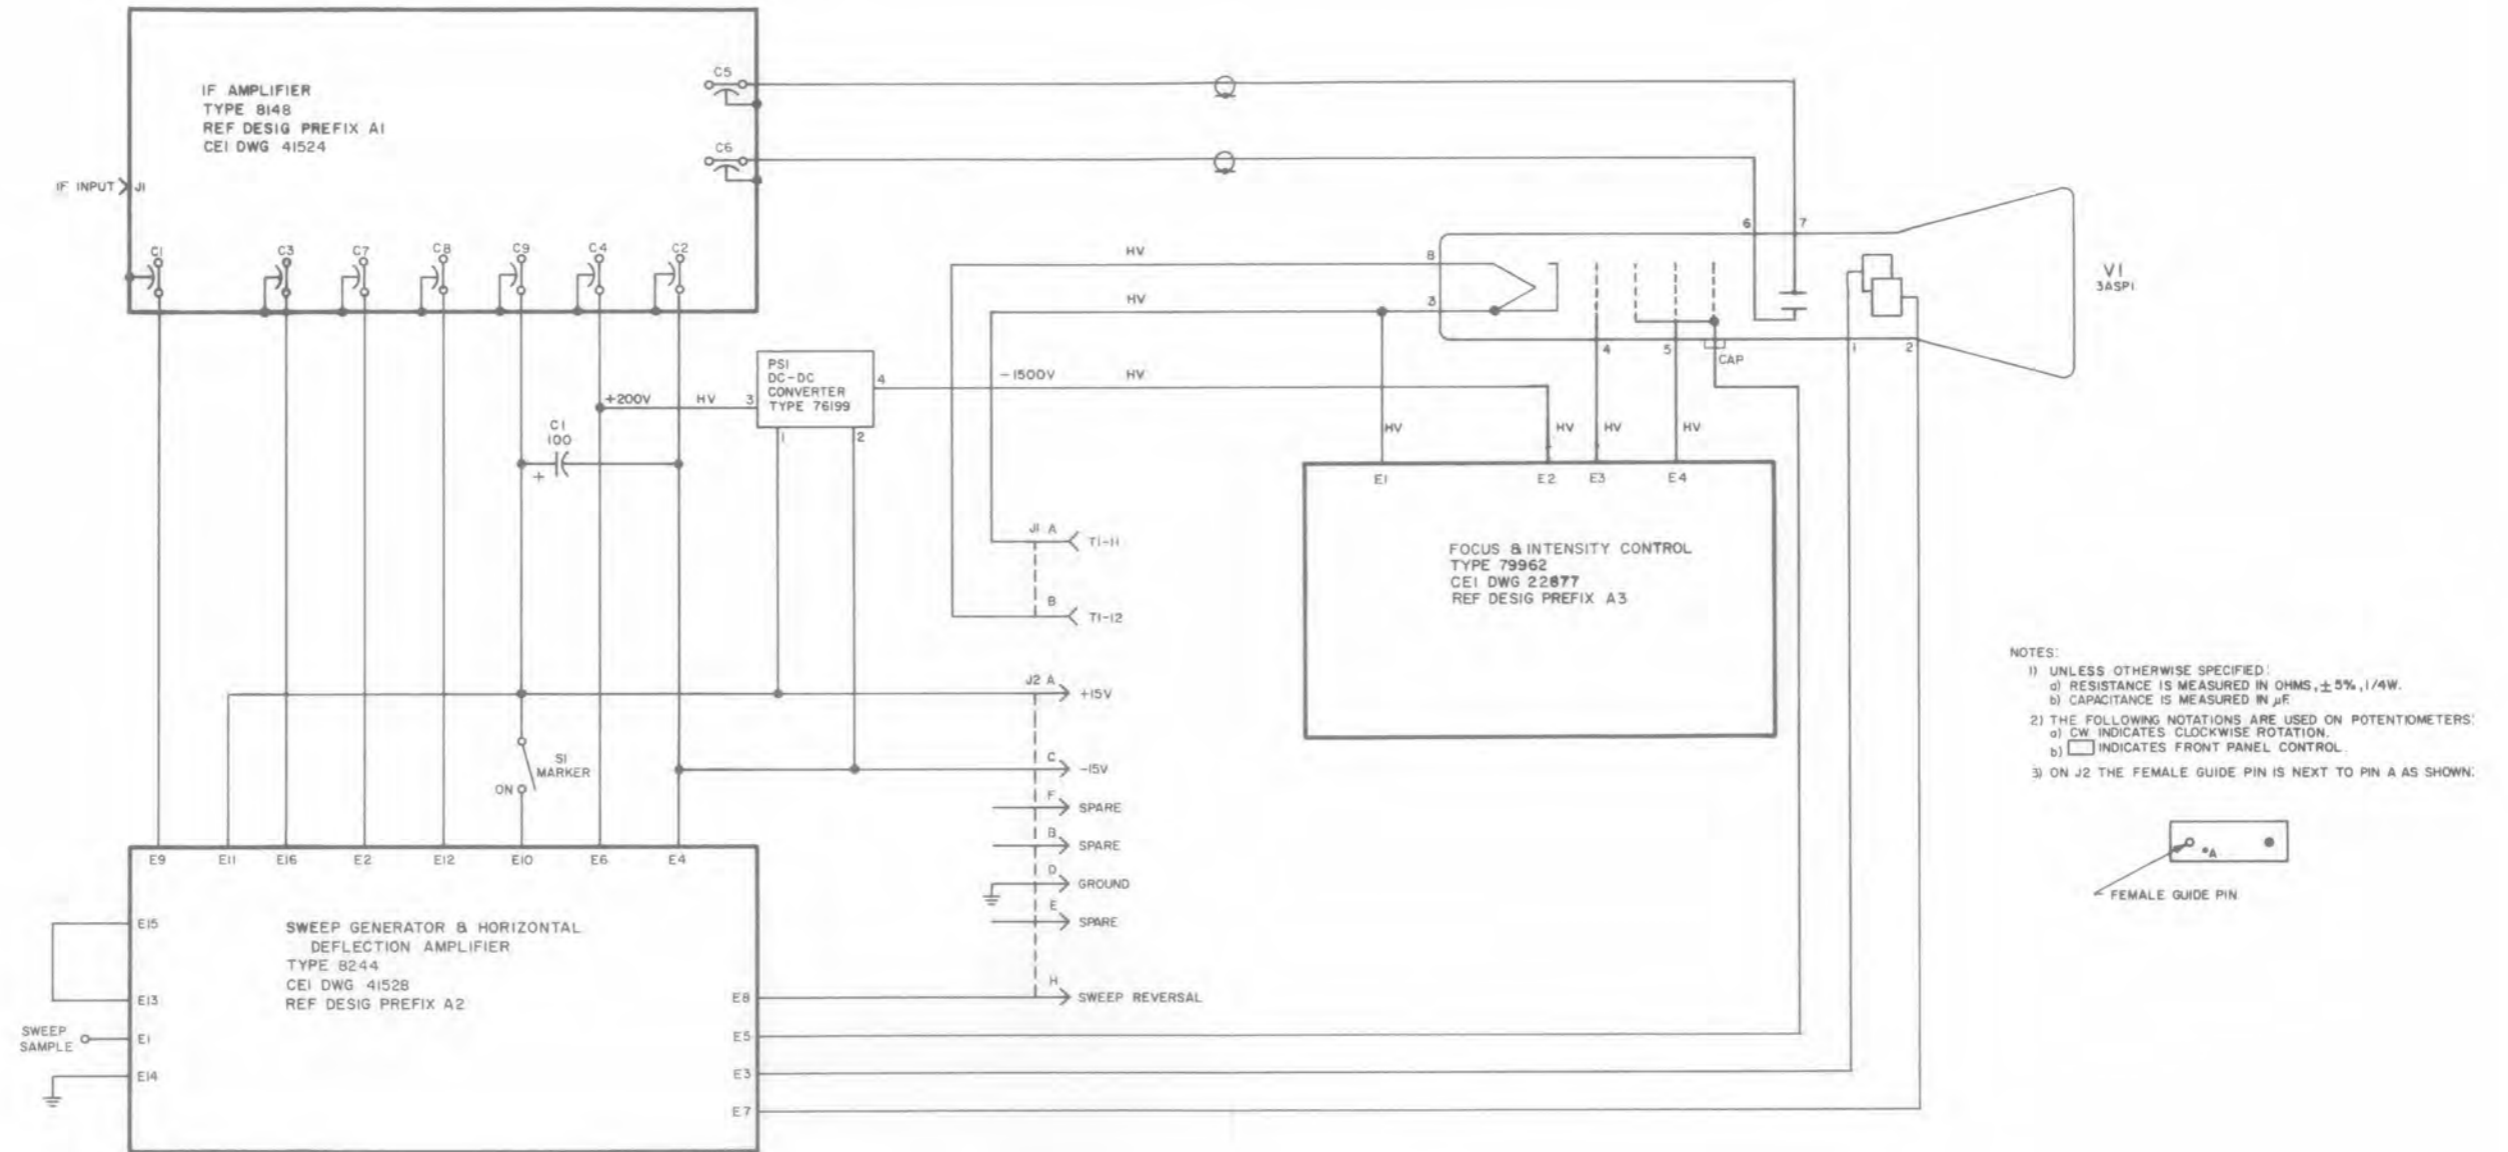 IF AMPLIFIER
TYPE 8148
REF DESIG PREFIX A1
CEI DWG 41524
IF INPUT
J1
C5
C6
C1
C3
C7
C8
C9
C4
C2
PS1
DC-DC
CONVERTER
TYPE 76199
+200V
HV
3
4
1
2
C1
100
+
-1500V
HV
HV
HV
8
3
4
5
CAP
6
7
1
2
V1
3ASP1
HV
HV
HV
HV
E1
E2
E3
E4
FOCUS & INTENSITY CONTROL
TYPE 79962
CEI DWG 22877
REF DESIG PREFIX A3
J1 A
T1-11
B
T1-12
J2 A
+15V
C
-15V
F
SPARE
B
SPARE
D
GROUND
E
SPARE
H
SWEEP REVERSAL
S1
MARKER
ON
E9
E11
E16
E2
E12
E10
E6
E4
E15
E13
SWEEP
SAMPLE
E1
E14
SWEEP GENERATOR & HORIZONTAL
DEFLECTION AMPLIFIER
TYPE 8244
CEI DWG 41528
REF DESIG PREFIX A2
E8
E5
E3
E7
NOTES:
1) UNLESS OTHERWISE SPECIFIED:
a) RESISTANCE IS MEASURED IN OHMS, ±5%, 1/4W.
b) CAPACITANCE IS MEASURED IN µF.
2) THE FOLLOWING NOTATIONS ARE USED ON POTENTIOMETERS:
a) CW INDICATES CLOCKWISE ROTATION.
b) INDICATES FRONT PANEL CONTROL.
3) ON J2 THE FEMALE GUIDE PIN IS NEXT TO PIN A AS SHOWN:
A
FEMALE GUIDE PIN